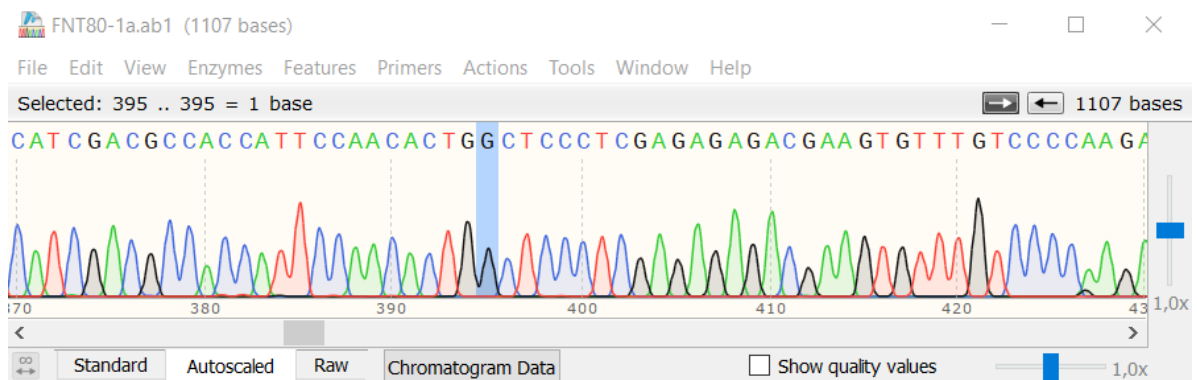 FNT80-1a.ab1 (1107 bases)
File Edit View Enzymes Features Primers Actions Tools Window Help
Selected: 395 .. 395 = 1 base 1107 bases
CATCGACGCCACCATTCCAACACTGGCTCCCTCGAGAGAGACGAAGTGTTTGTCCCCAAGA
370 380 390 400 410 420 43 1,0x
Standard Autoscaled Raw Chromatogram Data Show quality values 1,0x